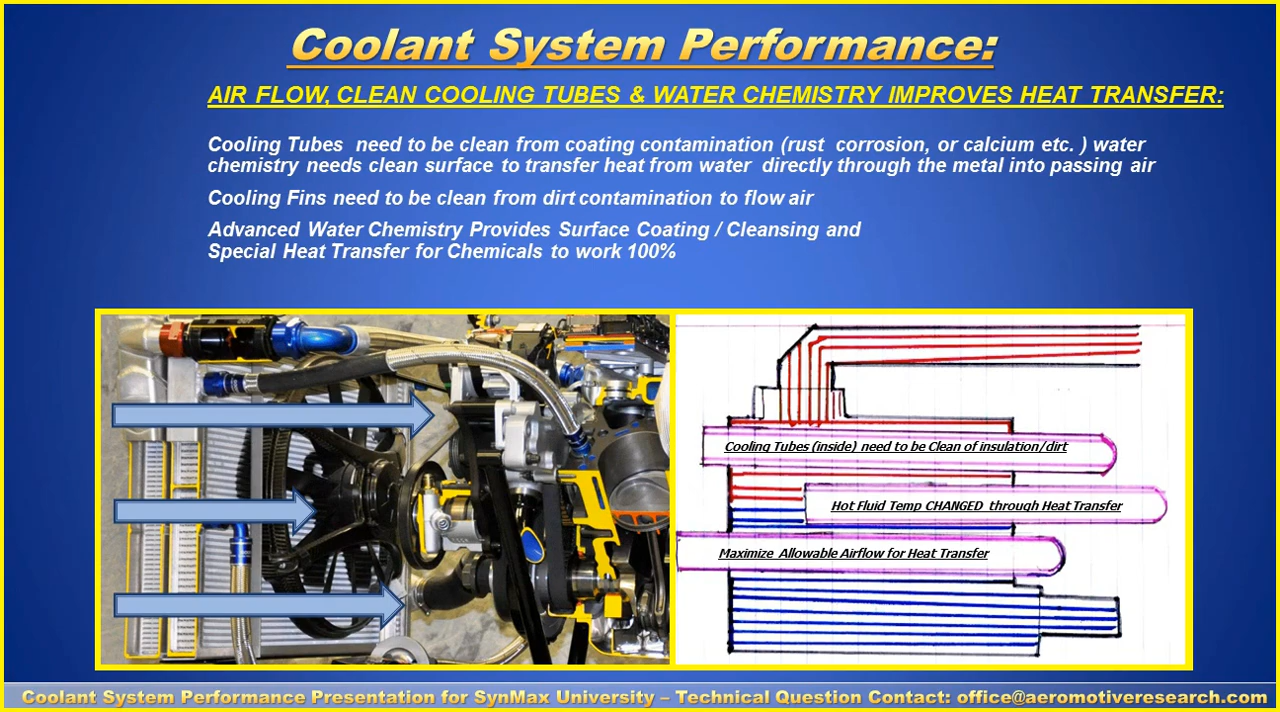 Coolant System Performance:
AIR FLOW, CLEAN COOLING TUBES & WATER CHEMISTRY IMPROVES HEAT TRANSFER:
Cooling Tubes need to be clean from coating contamination (rust corrosion, or calcium etc. ) water
chemistry needs clean surface to transfer heat from water directly through the metal into passing air
Cooling Fins need to be clean from dirt contamination to flow air
Advanced Water Chemistry Provides Surface Coating / Cleansing and
Special Heat Transfer for Chemicals to work 100%
Cooling Tubes (inside) need to be Clean of insulation/dirt
Hot Fluid Temp CHANGED through Heat Transfer
Maximize Allowable Airflow for Heat Transfer
Coolant System Performance Presentation for SynMax University – Technical Question Contact: office@aeromotiveresearch.com